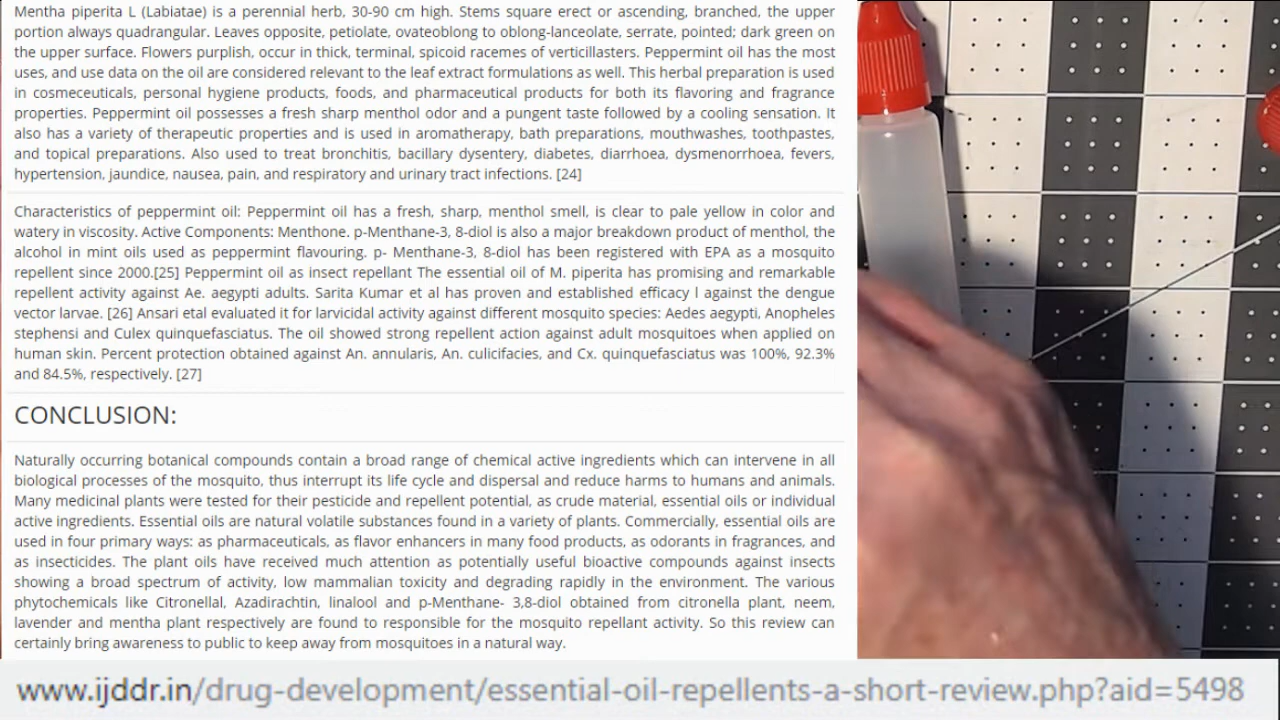 Mentha piperita L (Labiatae) is a perennial herb, 30-90 cm high. Stems square erect or ascending, branched, the upper
portion always quadrangular. Leaves opposite, petiolate, ovateoblong to oblong-lanceolate, serrate, pointed; dark green on
the upper surface. Flowers purplish, occur in thick, terminal, spicoid racemes of verticillasters. Peppermint oil has the most
uses, and use data on the oil are considered relevant to the leaf extract formulations as well. This herbal preparation is used
in cosmeceuticals, personal hygiene products, foods, and pharmaceutical products for both its flavoring and fragrance
properties. Peppermint oil possesses a fresh sharp menthol odor and a pungent taste followed by a cooling sensation. It
also has a variety of therapeutic properties and is used in aromatherapy, bath preparations, mouthwashes, toothpastes,
and topical preparations. Also used to treat bronchitis, bacillary dysentery, diabetes, diarrhoea, dysmenorrhoea, fevers,
hypertension, jaundice, nausea, pain, and respiratory and urinary tract infections. [24]
Characteristics of peppermint oil: Peppermint oil has a fresh, sharp, menthol smell, is clear to pale yellow in color and
watery in viscosity. Active Components: Menthone. p-Menthane-3, 8-diol is also a major breakdown product of menthol, the
alcohol in mint oils used as peppermint flavouring. p- Menthane-3, 8-diol has been registered with EPA as a mosquito
repellent since 2000.[25] Peppermint oil as insect repellant The essential oil of M. piperita has promising and remarkable
repellent activity against Ae. aegypti adults. Sarita Kumar et al has proven and established efficacy l against the dengue
vector larvae. [26] Ansari etal evaluated it for larvicidal activity against different mosquito species: Aedes aegypti, Anopheles
stephensi and Culex quinquefasciatus. The oil showed strong repellent action against adult mosquitoes when applied on
human skin. Percent protection obtained against An. annularis, An. culicifacies, and Cx. quinquefasciatus was 100%, 92.3%
and 84.5%, respectively. [27]
CONCLUSION:
Naturally occurring botanical compounds contain a broad range of chemical active ingredients which can intervene in all
biological processes of the mosquito, thus interrupt its life cycle and dispersal and reduce harms to humans and animals.
Many medicinal plants were tested for their pesticide and repellent potential, as crude material, essential oils or individual
active ingredients. Essential oils are natural volatile substances found in a variety of plants. Commercially, essential oils are
used in four primary ways: as pharmaceuticals, as flavor enhancers in many food products, as odorants in fragrances, and
as insecticides. The plant oils have received much attention as potentially useful bioactive compounds against insects
showing a broad spectrum of activity, low mammalian toxicity and degrading rapidly in the environment. The various
phytochemicals like Citronellal, Azadirachtin, linalool and p-Menthane- 3,8-diol obtained from citronella plant, neem,
lavender and mentha plant respectively are found to responsible for the mosquito repellant activity. So this review can
certainly bring awareness to public to keep away from mosquitoes in a natural way.
www.ijddr.in/drug-development/essential-oil-repellents-a-short-review.php?aid=5498